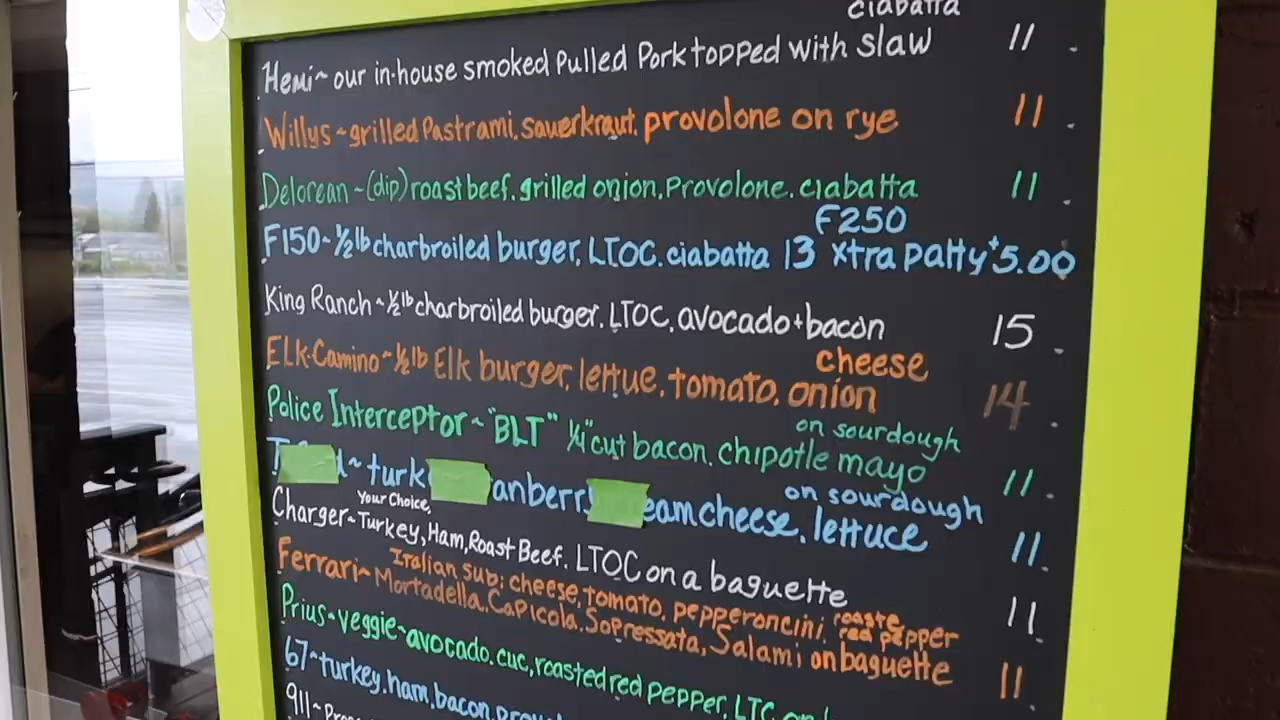 ciabatta
Hemi~ our in-house smoked Pulled Pork topped with slaw 11
Willys~grilled Pastrami, sauerkraut, provolone on rye 11
Delorean~(dip) roast beef, grilled onion, Provolone. ciabatta 11
F250
F150~½lb charbroiled burger, LTOC. ciabatta 13 xtra patty +5.00
King Ranch~½lb charbroiled burger. LTOC, avocado+bacon 15
cheese
ELK-Camino~½lb Elk burger, lettue, tomato, onion 14
on sourdough
Police Interceptor~"BLT" ¼"cut bacon, chipotle mayo 11
on sourdough
turk anberry eam cheese, lettuce 11
Your Choice,
Charger~Turkey, Ham, Roast Beef. LTOC on a baguette 11
Italian sub: cheese, tomato, pepperoncini, roaste red pepper
Ferrari~Mortadella, Capicola, Sopressata, Salami on baguette 11
Prius~veggie~avocado, cuc, roasted red pepper, LTC on
67~turkey, ham, bacon, prov
911~